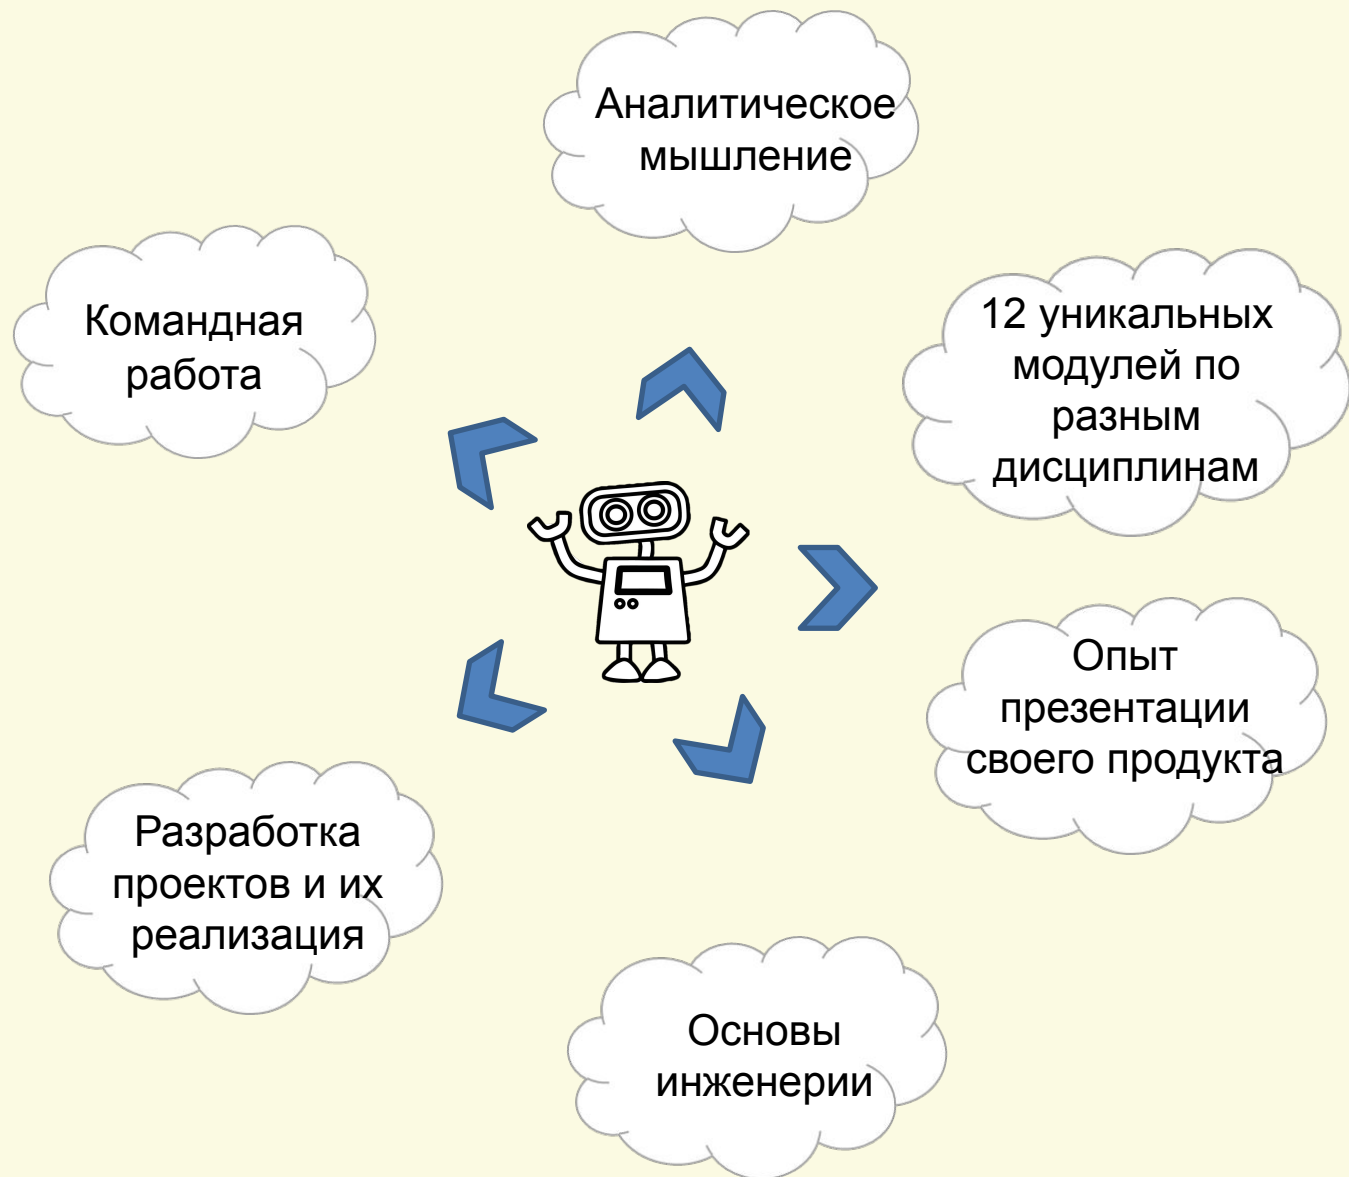 Аналитическое
мышление
Командная
работа
12 уникальных
модулей по
разным
дисциплинам
Опыт
презентации
своего продукта
Разработка
проектов и их
реализация
Основы
инженерии